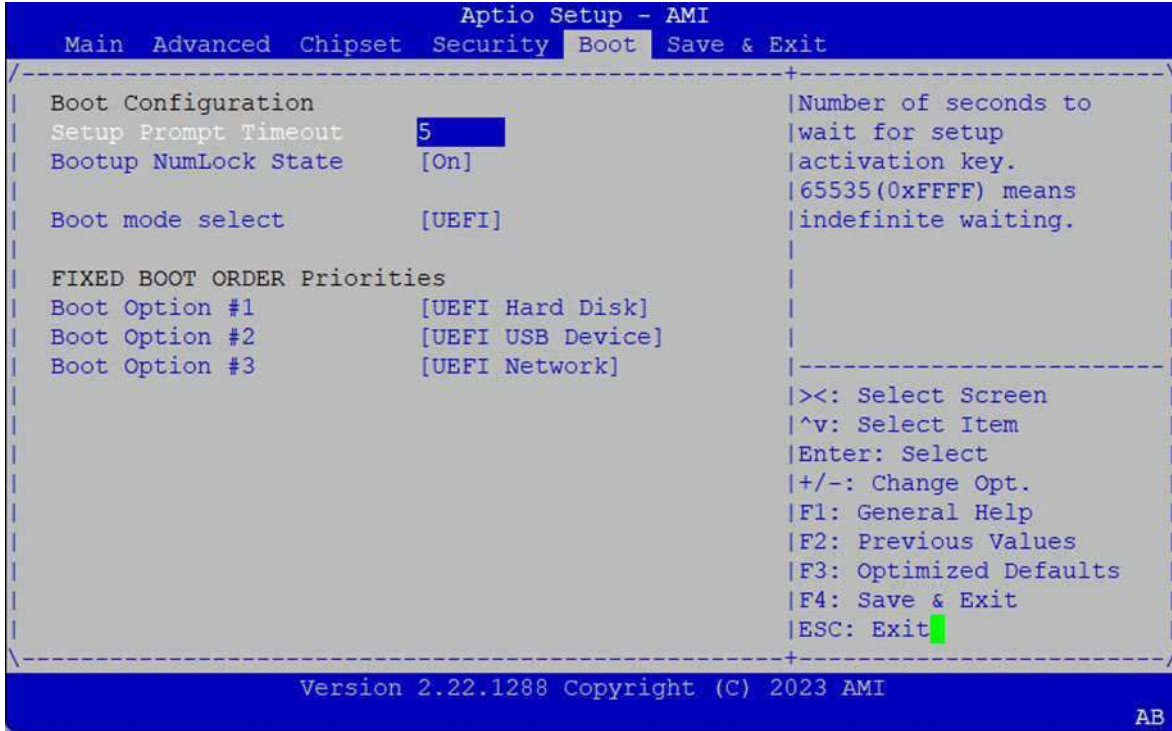 Aptio Setup - AMI
Main Advanced Chipset Security Boot Save & Exit
Boot Configuration
Setup Prompt Timeout 5
Bootup NumLock State [On]
Boot mode select [UEFI]
FIXED BOOT ORDER Priorities
Boot Option #1 [UEFI Hard Disk]
Boot Option #2 [UEFI USB Device]
Boot Option #3 [UEFI Network]
Number of seconds to
wait for setup
activation key.
65535(0xFFFF) means
indefinite waiting.
><: Select Screen
^v: Select Item
Enter: Select
+/-: Change Opt.
F1: General Help
F2: Previous Values
F3: Optimized Defaults
F4: Save & Exit
ESC: Exit
Version 2.22.1288 Copyright (C) 2023 AMI
AB